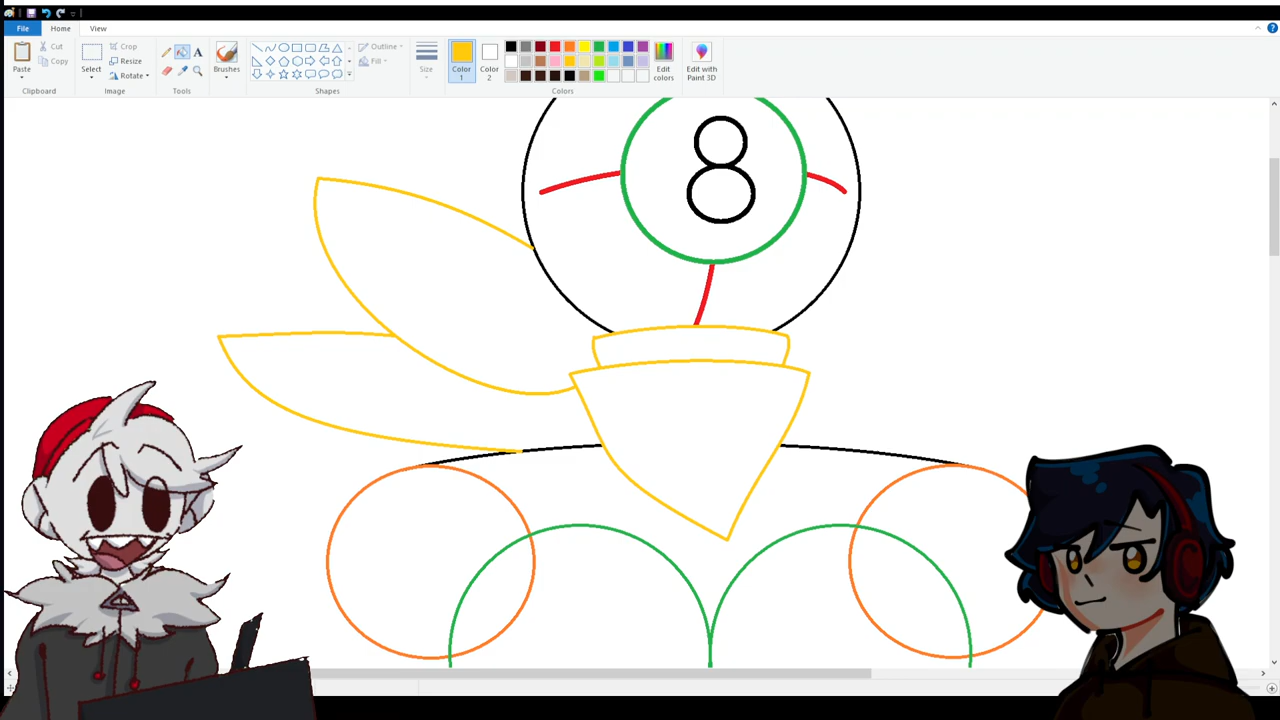 File Home View
Paste Cut Copy Clipboard
Select Crop Resize Rotate Image
Tools
Brushes
Outline Fill Shapes
Size
Color 1 Color 2 Edit colors Colors
Edit with Paint 3D
8